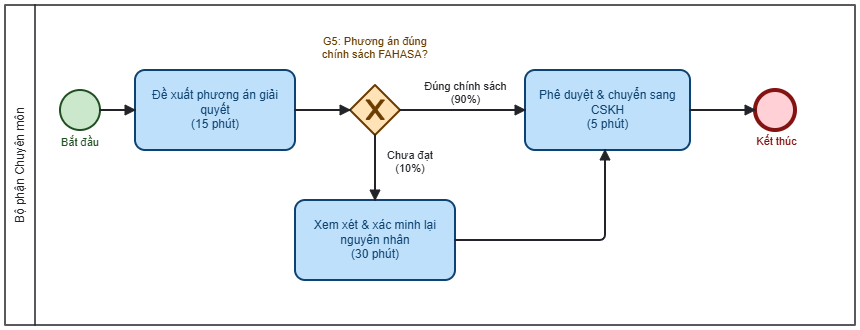 Bộ phận Chuyên môn
Bắt đầu
Đề xuất phương án giải
quyết
(15 phút)
G5: Phương án đúng
chính sách FAHASA?
X
Đúng chính sách
(90%)
Chưa đạt
(10%)
Xem xét & xác minh lại
nguyên nhân
(30 phút)
Phê duyệt & chuyển sang
CSKH
(5 phút)
Kết thúc